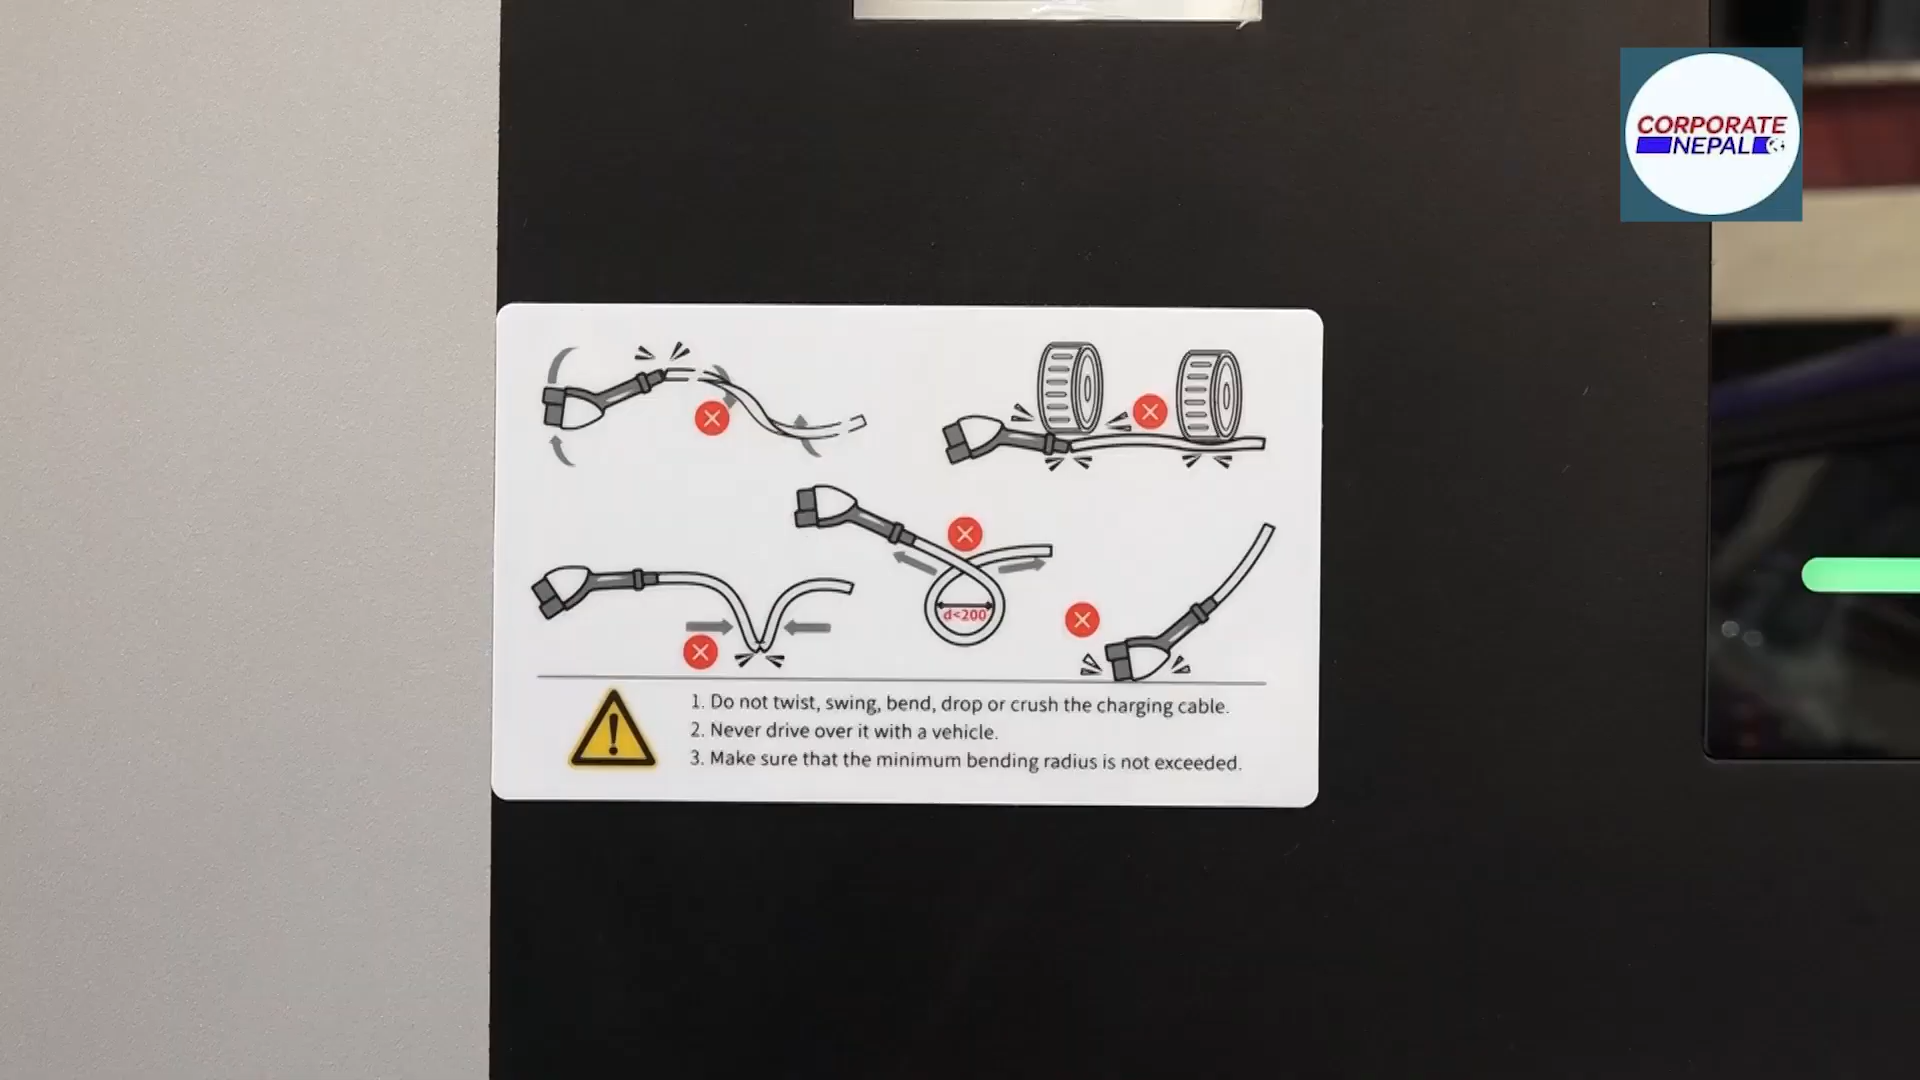 CORPORATE
NEPAL
d<200
1. Do not twist, swing, bend, drop or crush the charging cable.
2. Never drive over it with a vehicle.
3. Make sure that the minimum bending radius is not exceeded.